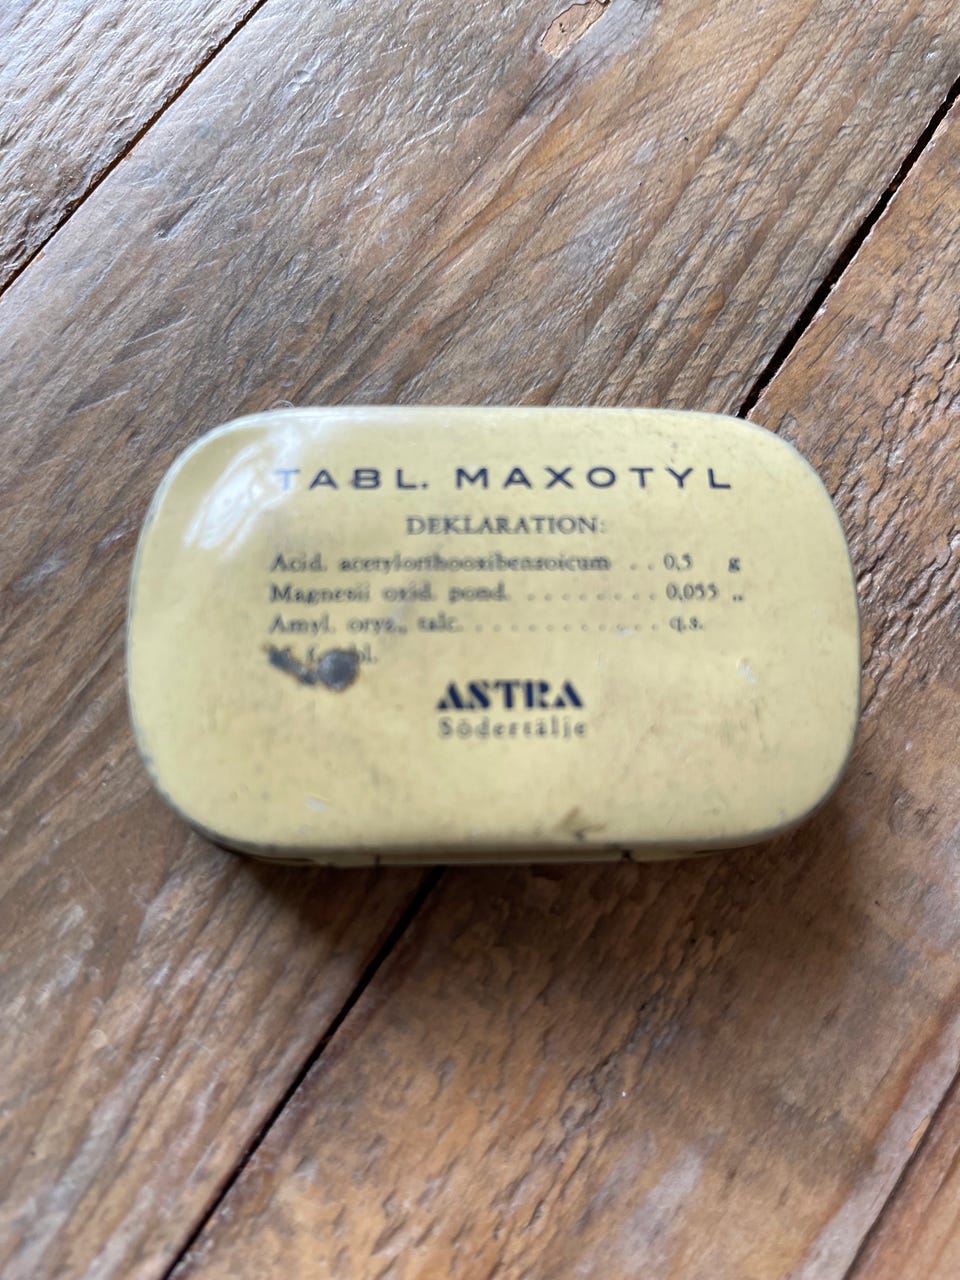 TABL. MAXOTYL
DEKLARATION:
Acid. acetylorthooxibenzoicum . . 0,5 g
Magnesii oxid. pond. . . . . . . . . . 0,055 „
Amyl. oryz., talc. . . . . . . . . . . . . . q.s.
ASTRA
Södertälje